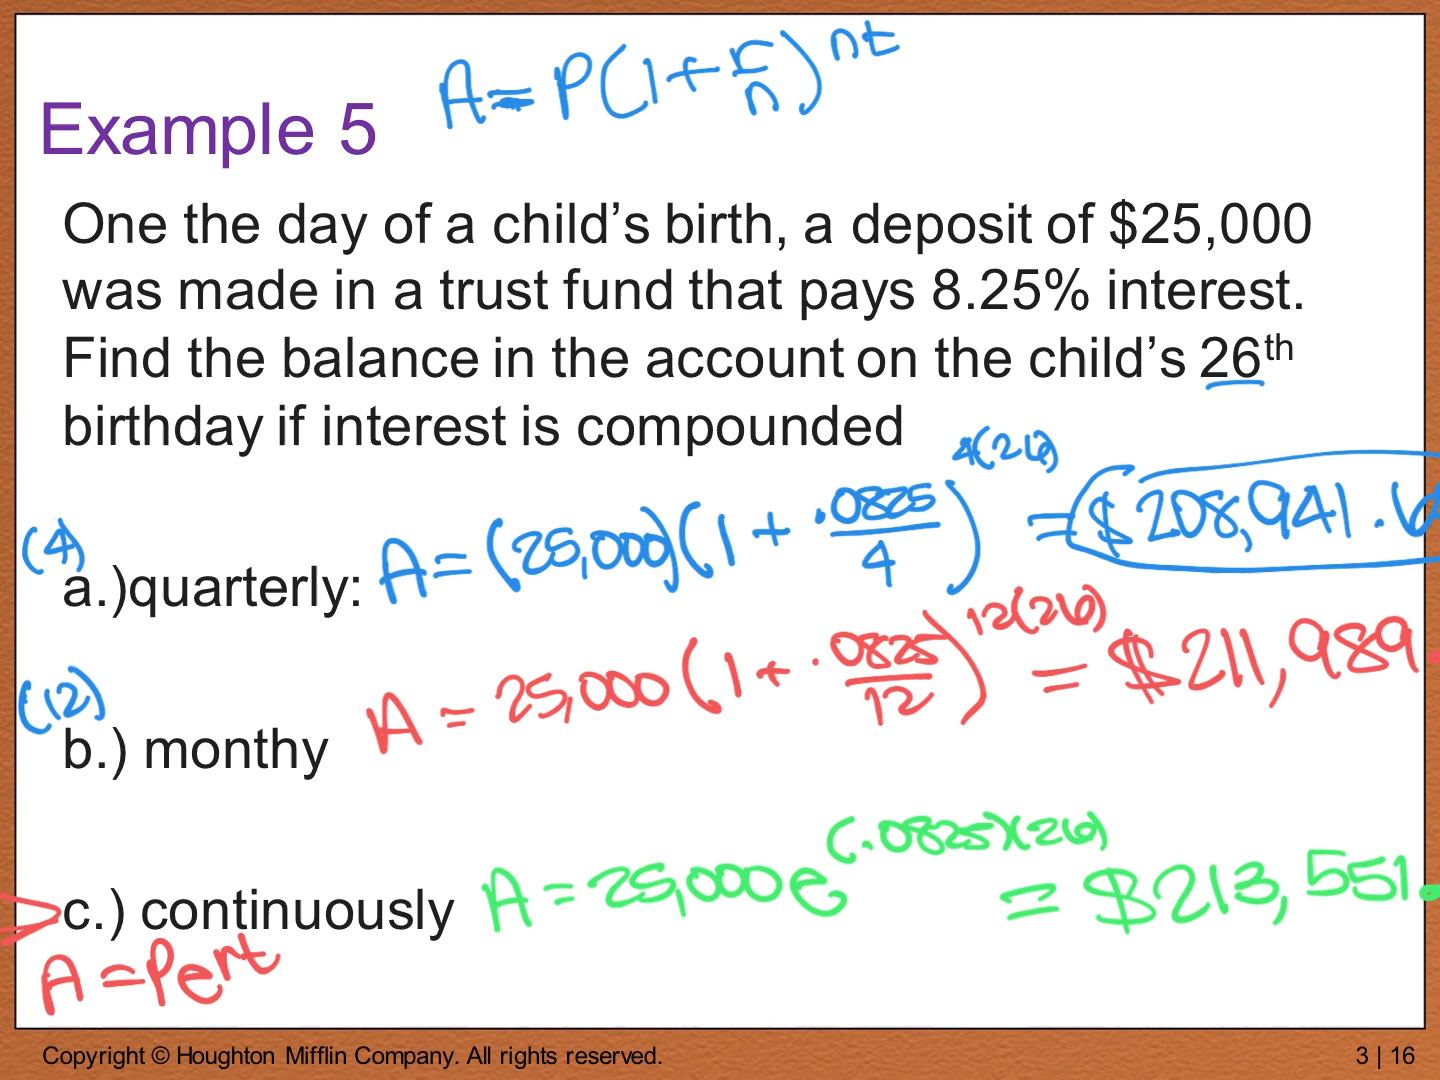 A = P(1 + r/n)^nt
Example 5
One the day of a child’s birth, a deposit of $25,000
was made in a trust fund that pays 8.25% interest.
Find the balance in the account on the child’s 26th
birthday if interest is compounded
(4)
a.)quarterly: A = (25,000)(1 + .0825/4)^4(26) = $208,941.
(12)
b.) monthy A = 25,000(1 + .0825/12)^12(26) = $211,989.
c.) continuously A = 25,000e^(.0825)(26) = $213,551.
A = Pe^rt
Copyright © Houghton Mifflin Company. All rights reserved.
3 | 16